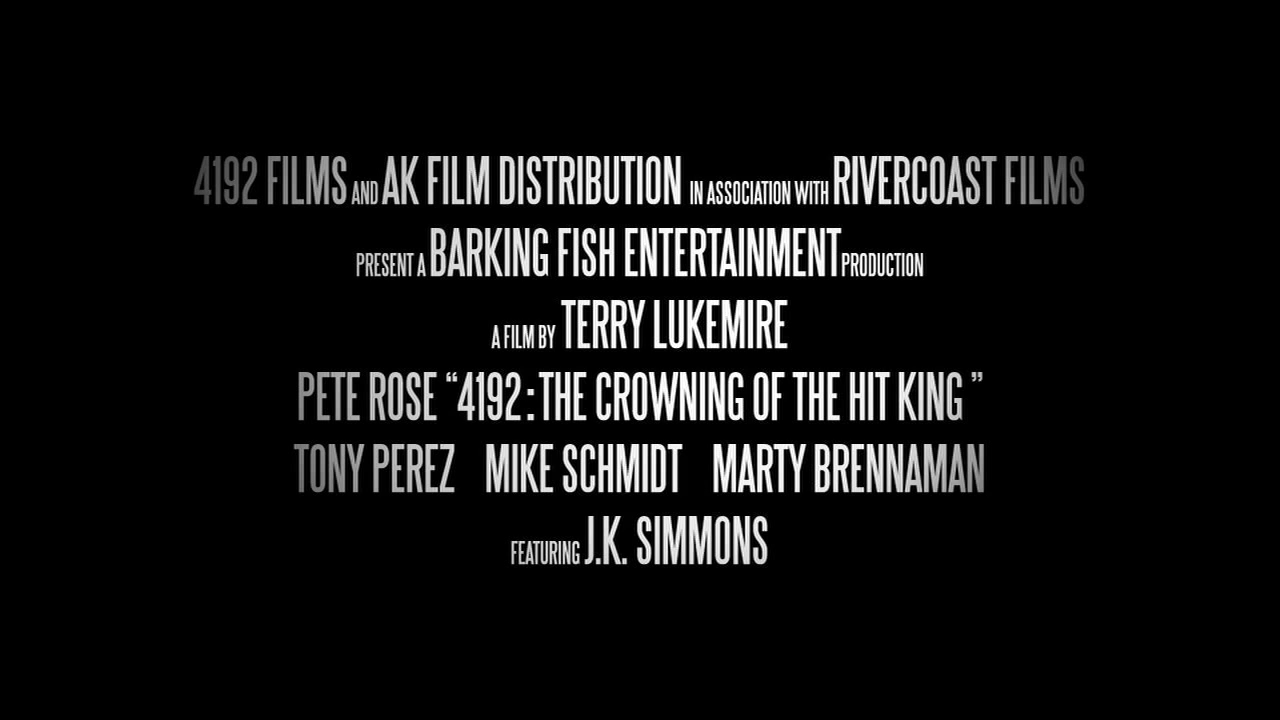 4192 FILMS AND AK FILM DISTRIBUTION IN ASSOCIATION WITH RIVERCOAST FILMS
PRESENT A BARKING FISH ENTERTAINMENT PRODUCTION
A FILM BY TERRY LUKEMIRE
PETE ROSE “4192: THE CROWNING OF THE HIT KING ”
TONY PEREZ MIKE SCHMIDT MARTY BRENNAMAN
FEATURING J.K. SIMMONS